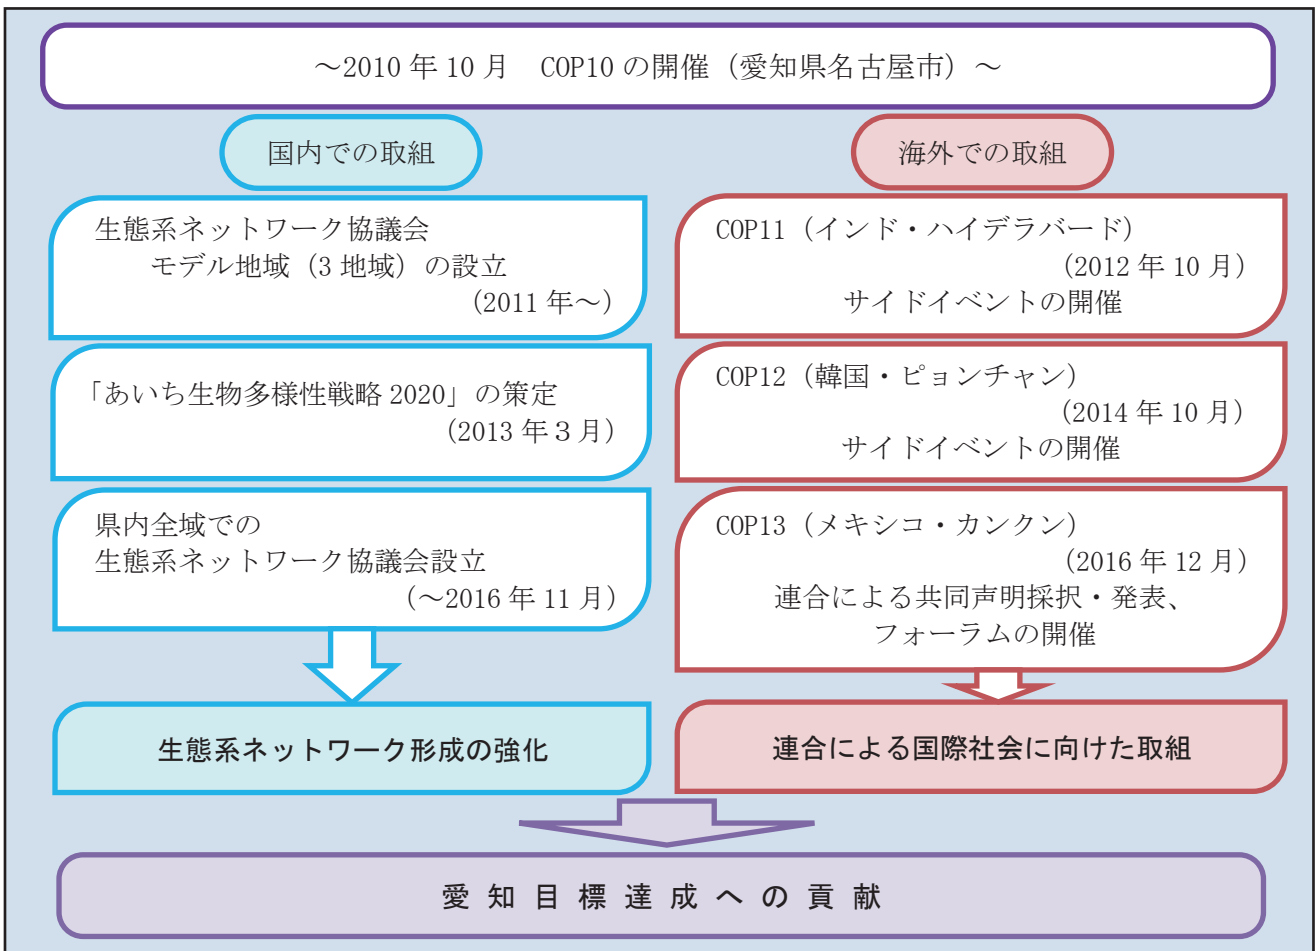 ～2010 年 10 月　COP10 の開催（愛知県名古屋市）～
国内での取組
生態系ネットワーク協議会
モデル地域（3 地域）の設立
（2011 年～）
「あいち生物多様性戦略 2020」の策定
（2013 年３月）
県内全域での
生態系ネットワーク協議会設立
（～2016 年 11 月）
生態系ネットワーク形成の強化
海外での取組
COP11（インド・ハイデラバード）
（2012 年 10 月）
サイドイベントの開催
COP12（韓国・ピョンチャン）
（2014 年 10 月）
サイドイベントの開催
COP13（メキシコ・カンクン）
（2016 年 12 月）
連合による共同声明採択・発表、
フォーラムの開催
連合による国際社会に向けた取組
愛知目標達成への貢献